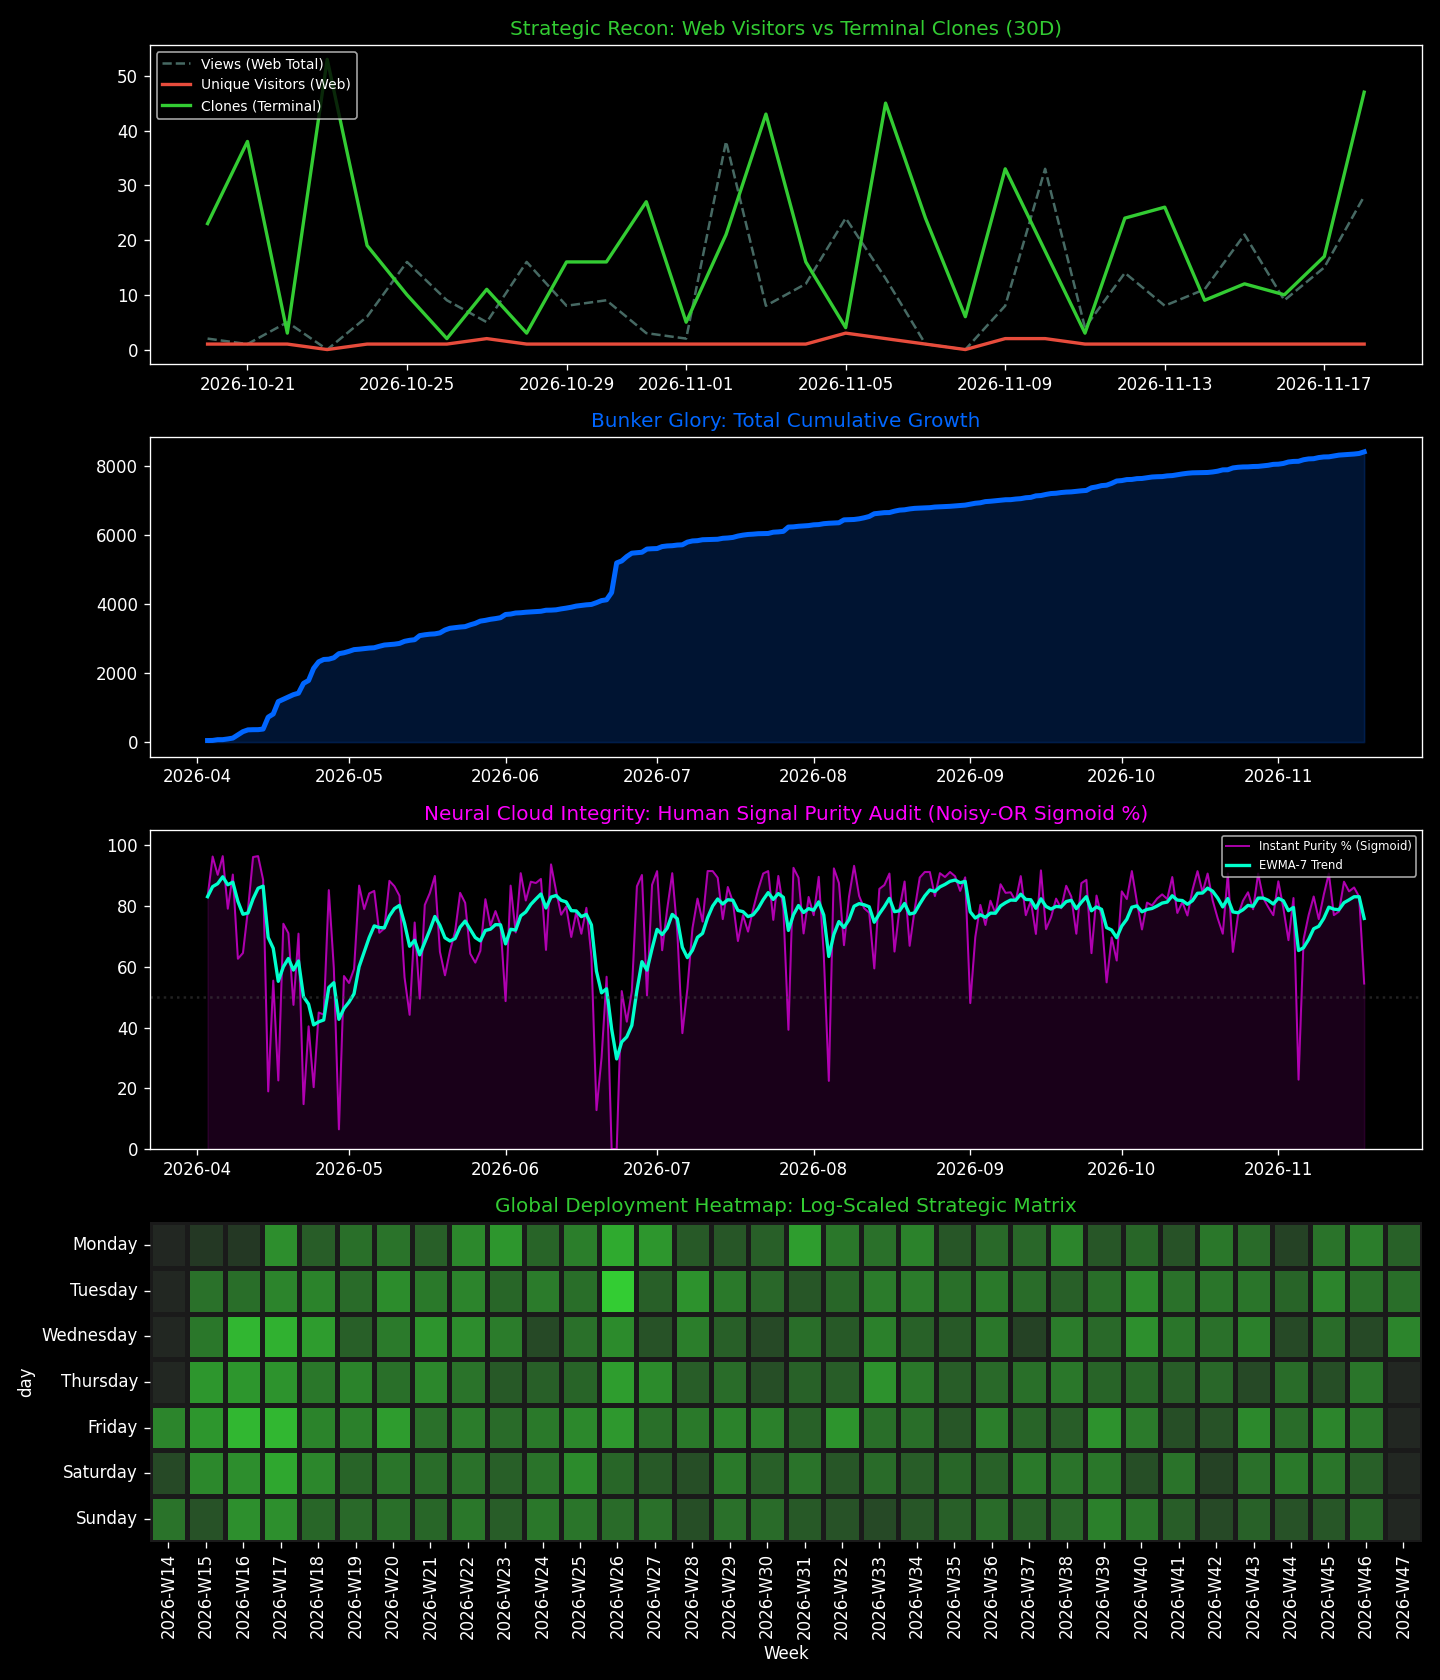 Strategic Recon: Web Visitors vs Terminal Clones (30D)
Views (Web Total)
Unique Visitors (Web)
Clones (Terminal)
50
40
30
20
10
0
2026-10-21
2026-10-25
2026-10-29
2026-11-01
2026-11-05
2026-11-09
2026-11-13
2026-11-17
Bunker Glory: Total Cumulative Growth
8000
6000
4000
2000
0
2026-04
2026-05
2026-06
2026-07
2026-08
2026-09
2026-10
2026-11
Neural Cloud Integrity: Human Signal Purity Audit (Noisy-OR Sigmoid %)
Instant Purity % (Sigmoid)
EWMA-7 Trend
100
80
60
40
20
0
2026-04
2026-05
2026-06
2026-07
2026-08
2026-09
2026-10
2026-11
Global Deployment Heatmap: Log-Scaled Strategic Matrix
day
Monday
Tuesday
Wednesday
Thursday
Friday
Saturday
Sunday
2026-W14
2026-W15
2026-W16
2026-W17
2026-W18
2026-W19
2026-W20
2026-W21
2026-W22
2026-W23
2026-W24
2026-W25
2026-W26
2026-W27
2026-W28
2026-W29
2026-W30
2026-W31
2026-W32
2026-W33
2026-W34
2026-W35
2026-W36
2026-W37
2026-W38
2026-W39
2026-W40
2026-W41
2026-W42
2026-W43
2026-W44
2026-W45
2026-W46
2026-W47
Week